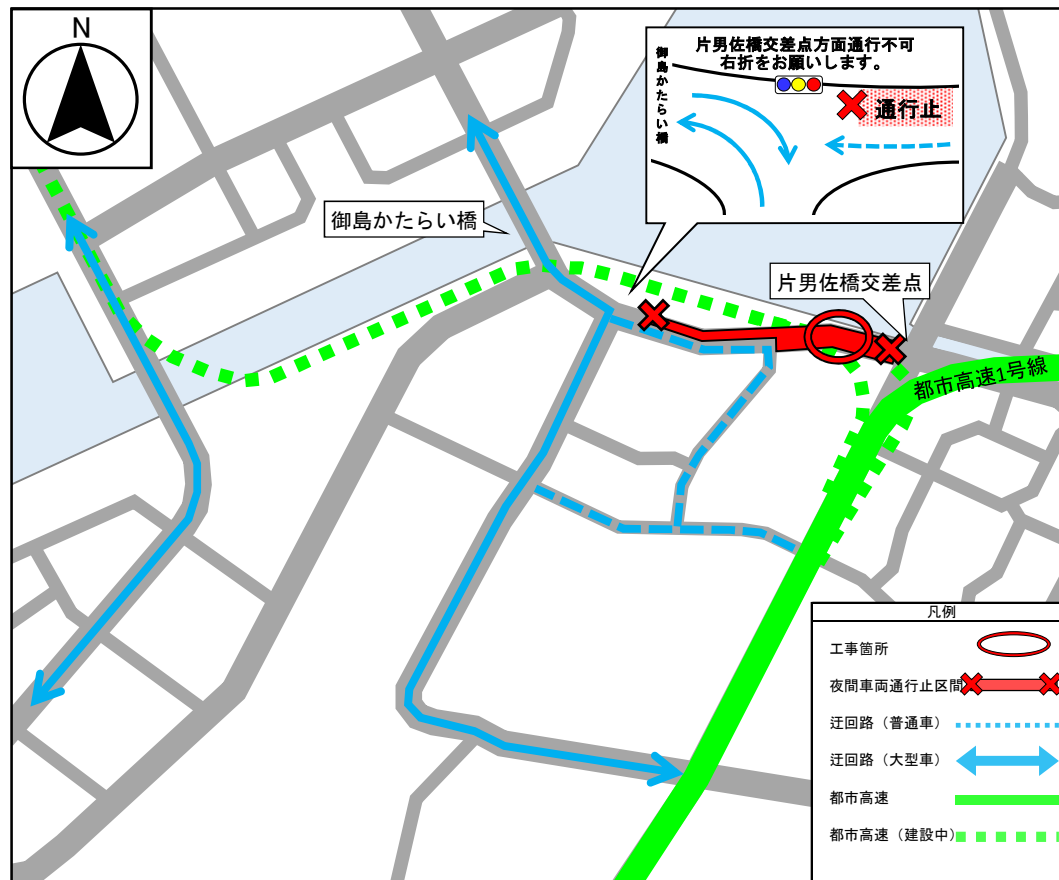 N
片男佐橋交差点方面通行不可
右折をお願いします。
御島かたらい橋
通行止
御島かたらい橋
片男佐橋交差点
都市高速1号線
凡例
工事箇所
夜間車両通行止区間
迂回路（普通車）
迂回路（大型車）
都市高速
都市高速（建設中）